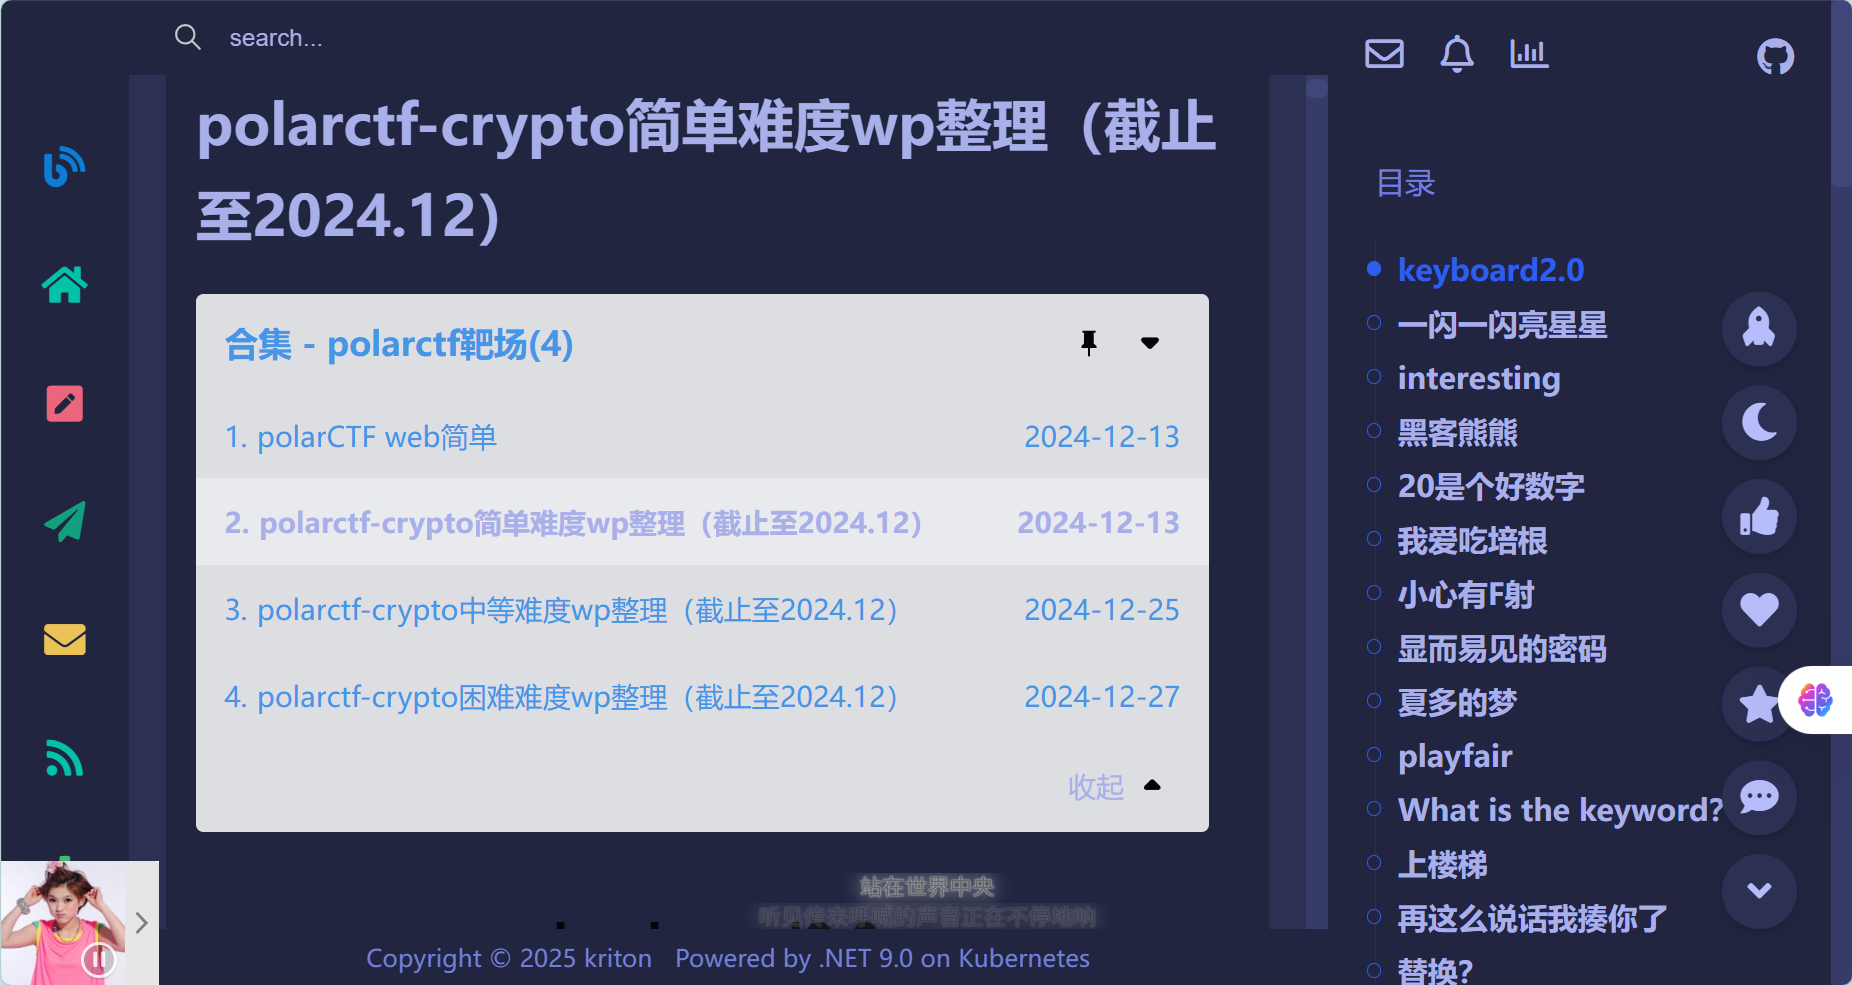 search...
polarctf-crypto简单难度wp整理（截止
至2024.12）
合集 - polarctf靶场(4)
1. polarCTF web简单 2024-12-13
2. polarctf-crypto简单难度wp整理（截止至2024.12） 2024-12-13
3. polarctf-crypto中等难度wp整理（截止至2024.12） 2024-12-25
4. polarctf-crypto困难难度wp整理（截止至2024.12） 2024-12-27
收起
站在世界中央
听见传来呼喊的声音正在不停地响
Copyright © 2025 kriton Powered by .NET 9.0 on Kubernetes
目录
keyboard2.0
一闪一闪亮星星
interesting
黑客熊熊
20是个好数字
我爱吃培根
小心有F射
显而易见的密码
夏多的梦
playfair
What is the keyword?
上楼梯
再这么说话我揍你了
替换?